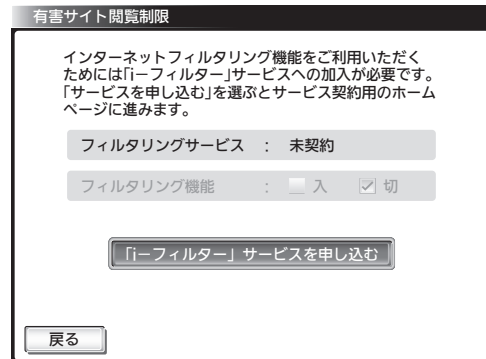 有害サイト閲覧制限
インターネットフィルタリング機能をご利用いただく
ためには「i－フィルター」サービスへの加入が必要です。
「サービスを申し込む」を選ぶとサービス契約用のホーム
ページに進みます。
フィルタリングサービス ： 未契約
フィルタリング機能 ： 入 切
「i－フィルター」サービスを申し込む
戻る